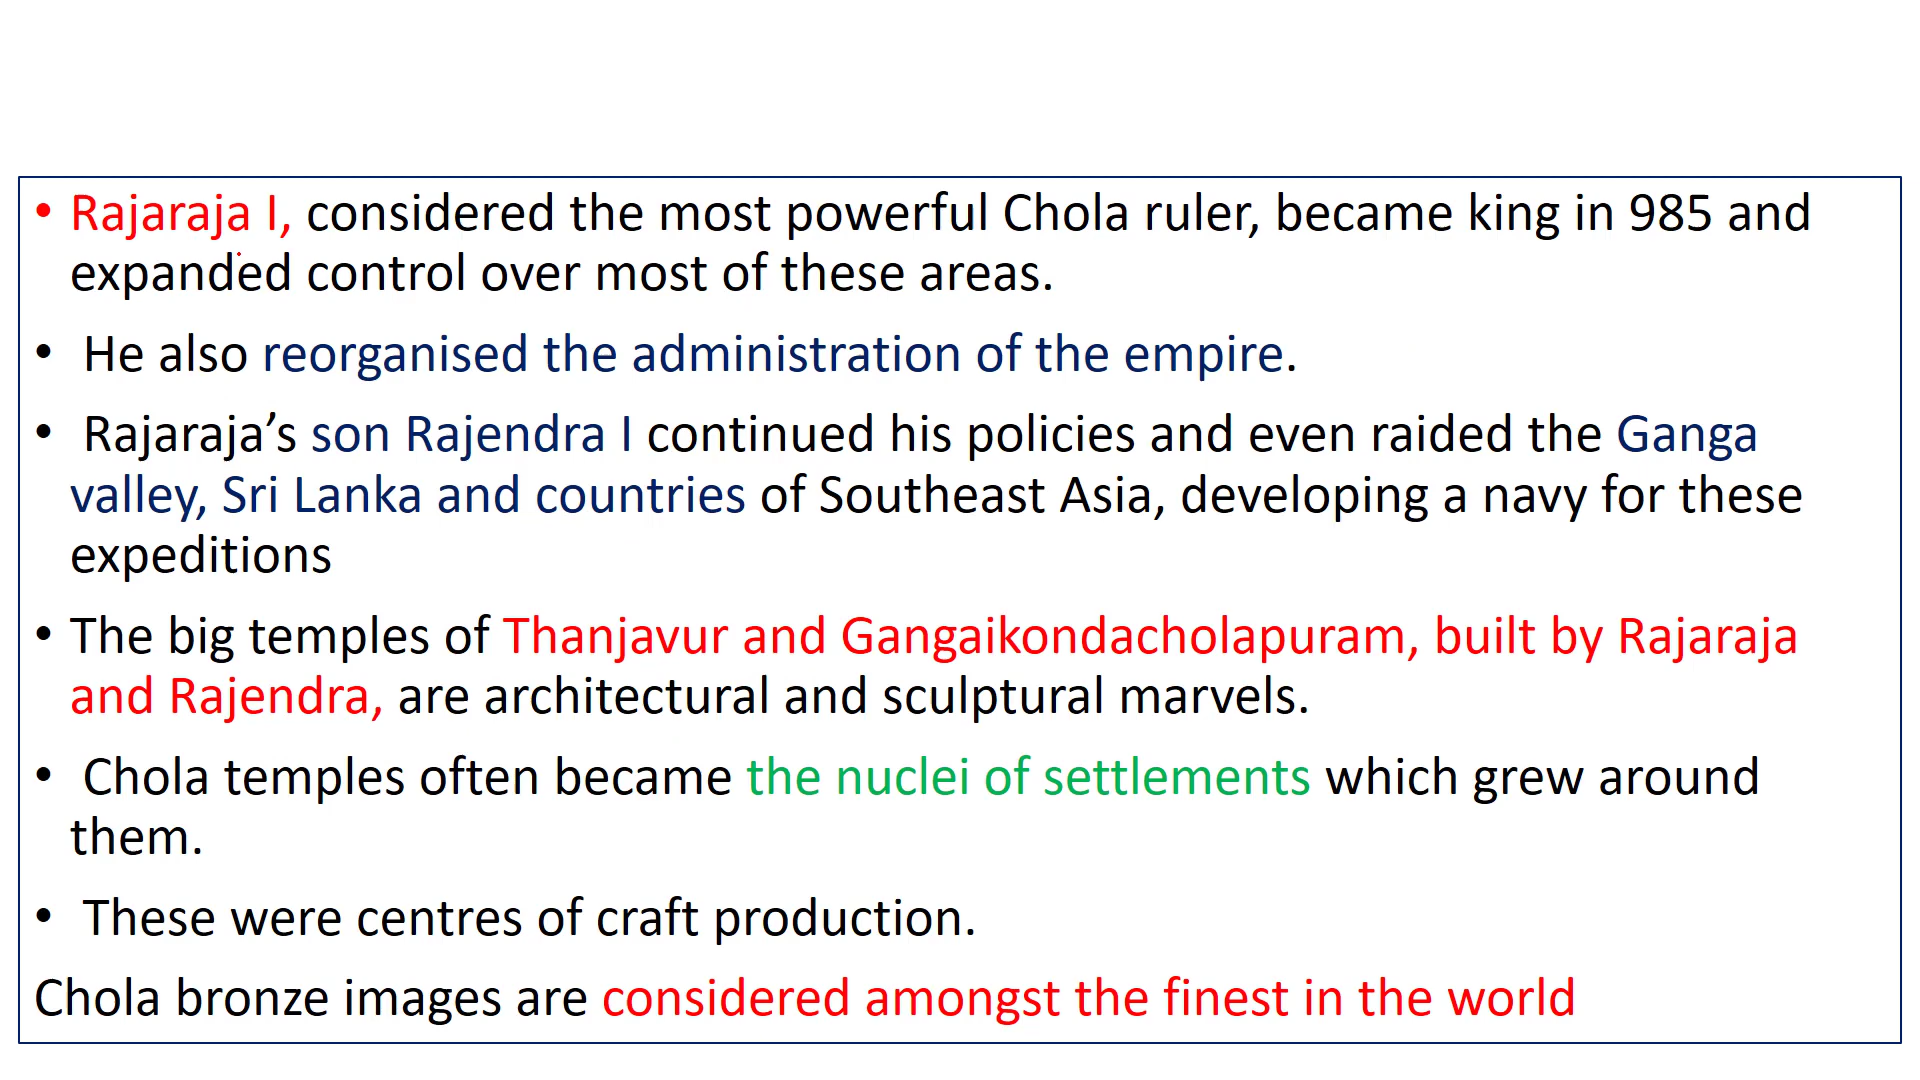 • Rajaraja I, considered the most powerful Chola ruler, became king in 985 and
expanded control over most of these areas.
• He also reorganised the administration of the empire.
• Rajaraja’s son Rajendra I continued his policies and even raided the Ganga
valley, Sri Lanka and countries of Southeast Asia, developing a navy for these
expeditions
• The big temples of Thanjavur and Gangaikondacholapuram, built by Rajaraja
and Rajendra, are architectural and sculptural marvels.
• Chola temples often became the nuclei of settlements which grew around
them.
• These were centres of craft production.
Chola bronze images are considered amongst the finest in the world